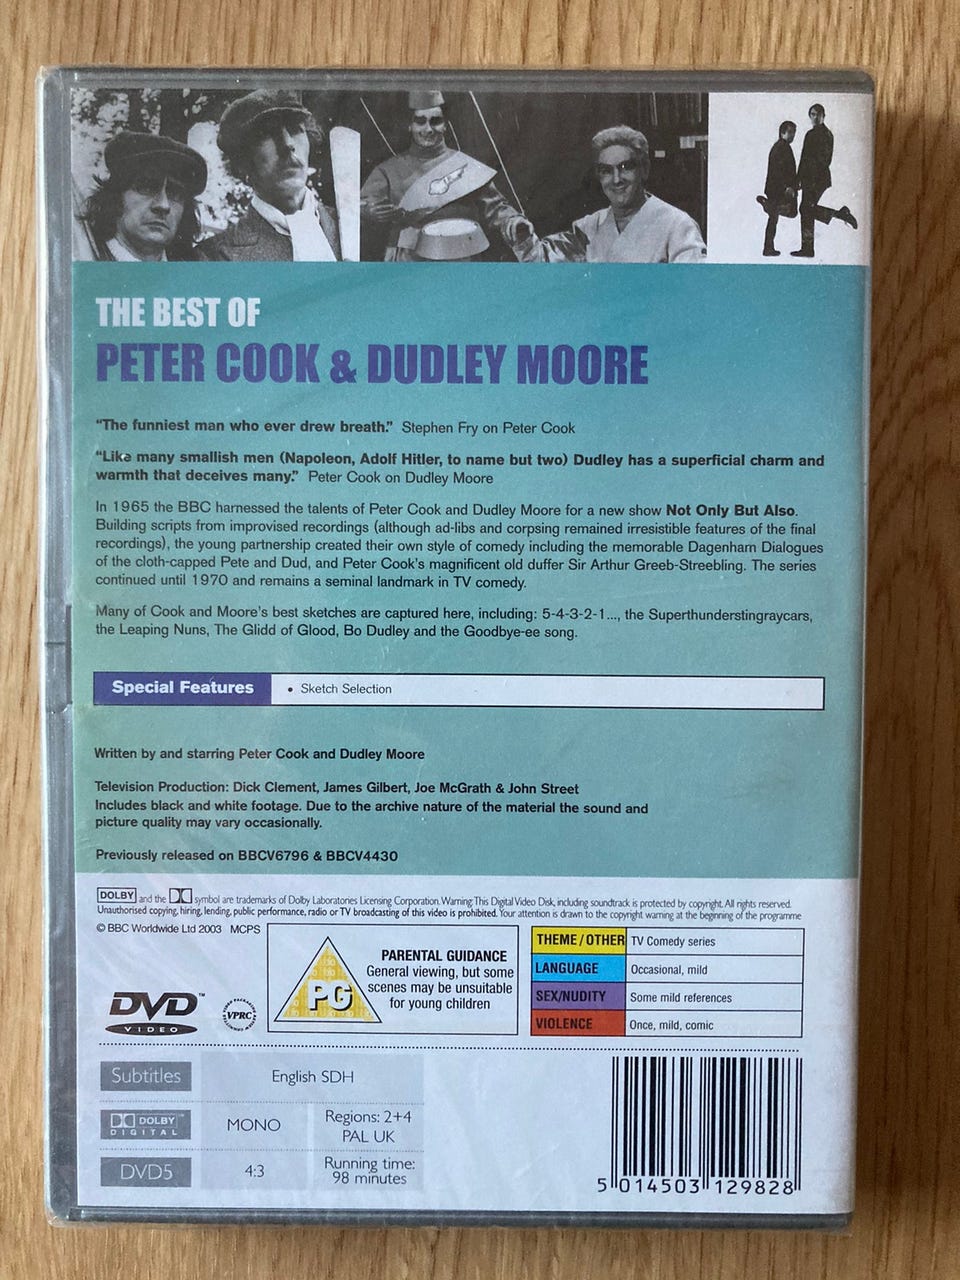 THE BEST OF
PETER COOK & DUDLEY MOORE
“The funniest man who ever drew breath.” Stephen Fry on Peter Cook
“Like many smallish men (Napoleon, Adolf Hitler, to name but two) Dudley has a superficial charm and
warmth that deceives many.” Peter Cook on Dudley Moore
In 1965 the BBC harnessed the talents of Peter Cook and Dudley Moore for a new show Not Only But Also.
Building scripts from improvised recordings (although ad-libs and corpsing remained irresistible features of the final
recordings), the young partnership created their own style of comedy including the memorable Dagenham Dialogues
of the cloth-capped Pete and Dud, and Peter Cook's magnificent old duffer Sir Arthur Greeb-Streebling. The series
continued until 1970 and remains a seminal landmark in TV comedy.
Many of Cook and Moore's best sketches are captured here, including: 5-4-3-2-1..., the Superthunderstingraycars,
the Leaping Nuns, The Glidd of Glood, Bo Dudley and the Goodbye-ee song.
Special Features • Sketch Selection
Written by and starring Peter Cook and Dudley Moore
Television Production: Dick Clement, James Gilbert, Joe McGrath & John Street
Includes black and white footage. Due to the archive nature of the material the sound and
picture quality may vary occasionally.
Previously released on BBCV6796 & BBCV4430
DOLBY and the symbol are trademarks of Dolby Laboratories Licensing Corporation. Warning: This Digital Video Disk, including soundtrack is protected by copyright. All rights reserved.
Unauthorised copying, hiring, lending, public performance, radio or TV broadcasting of this video is prohibited. Your attention is drawn to the copyright warning at the beginning of the programme
© BBC Worldwide Ltd 2003 MCPS
DVD™
VIDEO
VPRC
PG
PARENTAL GUIDANCE
General viewing, but some
scenes may be unsuitable
for young children
THEME/OTHER TV Comedy series
LANGUAGE Occasional, mild
SEX/NUDITY Some mild references
VIOLENCE Once, mild, comic
Subtitles English SDH
DOLBY
DIGITAL
MONO
Regions: 2+4
PAL UK
DVD5
4:3
Running time:
98 minutes
5 014503 129828